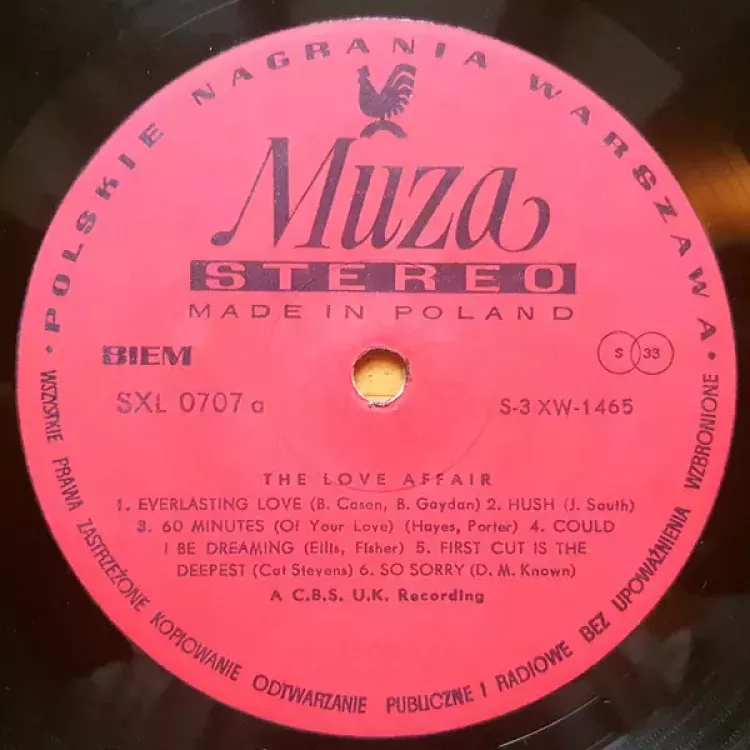 · POLSKIE NAGRANIA WARSZAWA ·
Muza
STEREO
MADE IN POLAND
BIEM
S 33
SXL 0707 a
S-3 XW-1465
THE LOVE AFFAIR
1. EVERLASTING LOVE (B. Casen, B. Gaydan) 2. HUSH (J. South)
3. 60 MINUTES (Of Your Love) (Hayes, Porter) 4. COULD
I BE DREAMING (Eilis, Fisher) 5. FIRST CUT IS THE
DEEPEST (Cat Stevens) 6. SO SORRY (D. M. Known)
A C.B.S. U.K. Recording
WSZYSTKIE PRAWA ZASTRZEŻONE KOPIOWANIE ODTWARZANIE PUBLICZNE I RADIOWE BEZ UPOWAŻNIENIA WZBRONIONE